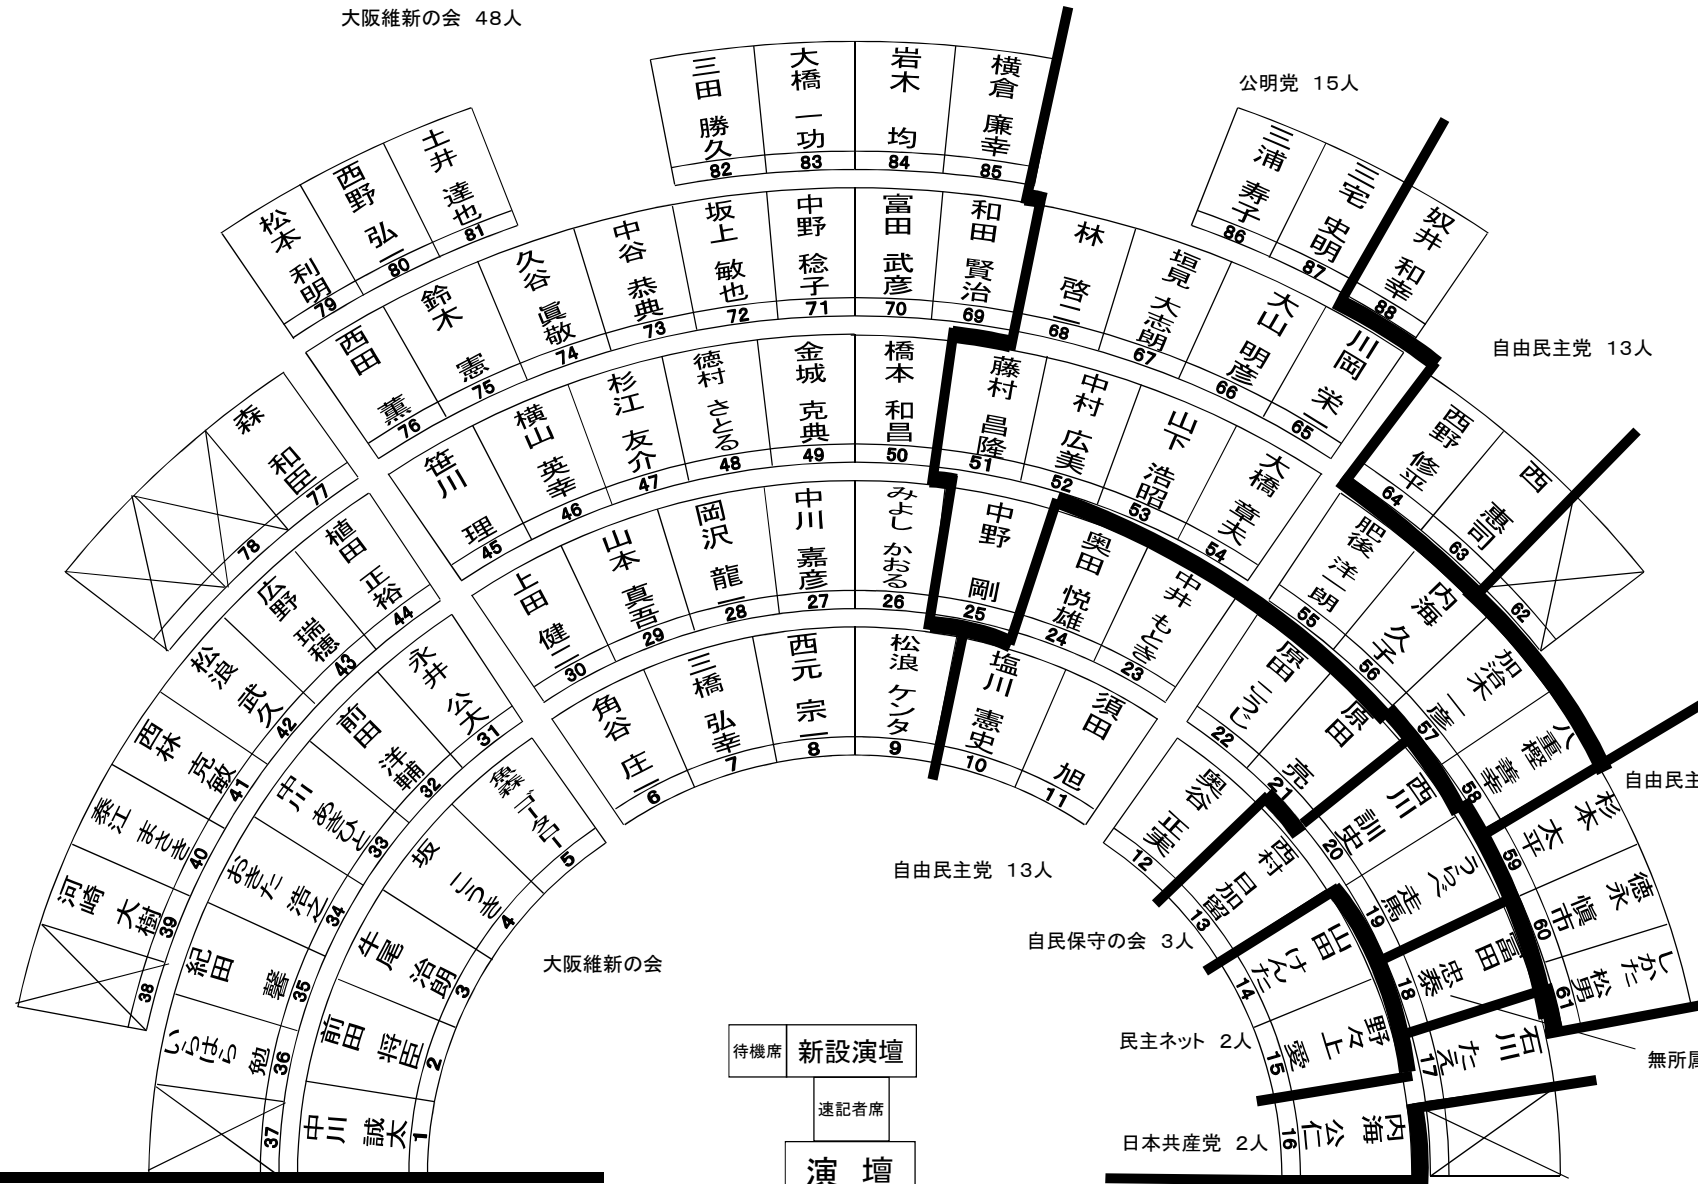 大阪維新の会 48人
公明党 15人
自由民主党 13人
三田 勝久 82
大橋 一功 83
岩木 均 84
横倉 廉幸 85
松本 利明 79
西野 弘一 80
土井 達也 81
三浦 寿子 86
三宅 史明 87
奴井 和幸 88
西田 薫 76
鈴木 憲 75
久谷 眞敬 74
中谷 恭典 73
坂上 敏也 72
中野 稔子 71
富田 武彦 70
和田 賢治 69
林 啓二 68
垣見 大志朗 67
大山 明彦 66
川岡 栄一 65
森 和臣 77
78
西野 修平 64
西 惠司 63
62
笹川 理 45
横山 英幸 46
杉江 友介 47
徳村 さとる 48
金城 克典 49
橋本 和昌 50
藤村 昌隆 51
中村 広美 52
山下 浩昭 53
大橋 章夫 54
肥後 洋一朗 55
内海 久子 56
加治木 一彦 57
八重樫 善幸 58
杉本 太平 59
徳永 愼市 60
しかた 松男 61
植田 正裕 44
広野 瑞穂 43
松浪 武久 42
西林 克敏 41
泰江 まさき 40
河崎 大樹 39
38
上田 健二 30
山本 真吾 29
岡沢 龍一 28
中川 嘉彦 27
みよし かおる 26
中野 剛 25
奥田 悦雄 24
中井 もとき 23
原田 こうじ 22
原田 亮 21
西川 訓史 20
うらべ 走馬 19
冨田 忠泰 18
石川 たえ 17
永井 公大 31
前田 洋輔 32
中川 あきひと 33
おきた 浩之 34
紀田 馨 35
いらはら 勉 36
37
角谷 庄一 6
三橋 弘幸 7
西元 宗一 8
松浪 ケンタ 9
塩川 憲史 10
須田 旭 11
奥谷 正実 12
西村 日加留 13
山田 けんた 14
野々上 愛 15
内海 公仁 16
魚森 ゴータロー 5
坂 こうき 4
牛尾 治朗 3
前田 将臣 2
中川 誠太 1
自由民主
自由民主党 13人
自民保守の会 3人
大阪維新の会
民主ネット 2人
無所属
日本共産党 2人
待機席
新設演壇
速記者席
演壇